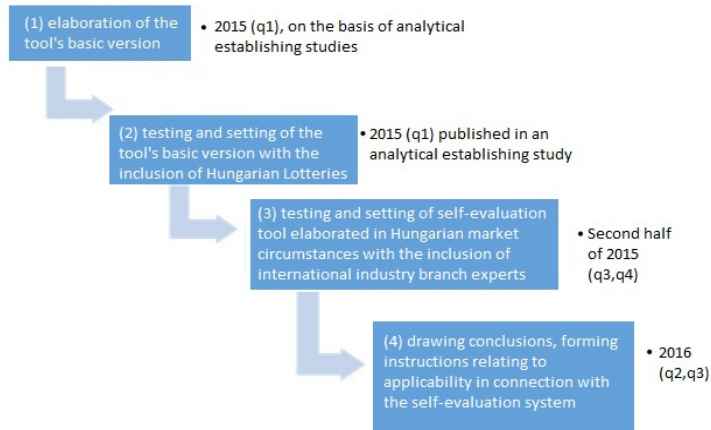 (1) elaboration of the
tool's basic version
• 2015 (q1), on the basis of analytical
establishing studies
(2) testing and setting of the
tool's basic version with the
inclusion of Hungarian Lotteries
• 2015 (q1) published in an
analytical establishing study
(3) testing and setting of self-evaluation
tool elaborated in Hungarian market
circumstances with the inclusion of
international industry branch experts
• Second half
of 2015
(q3,q4)
(4) drawing conclusions, forming
instructions relating to
applicability in connection with
the self-evaluation system
• 2016
(q2,q3)